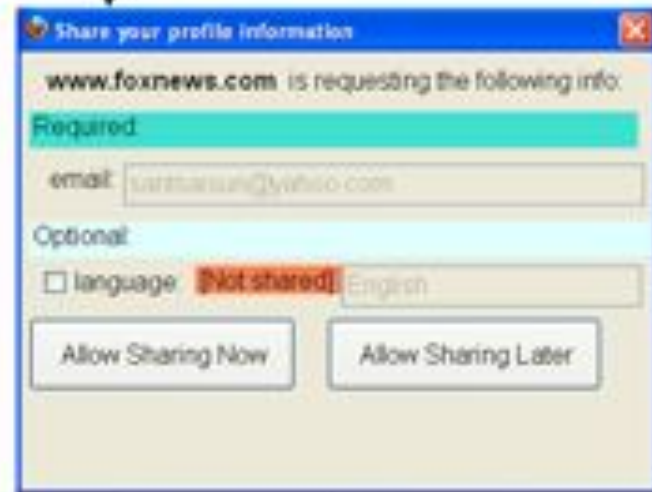 Share your profile information
www.foxnews.com is requesting the following info:
Required:
email:
Optional:
language: [Not shared] English
Allow Sharing Now Allow Sharing Later